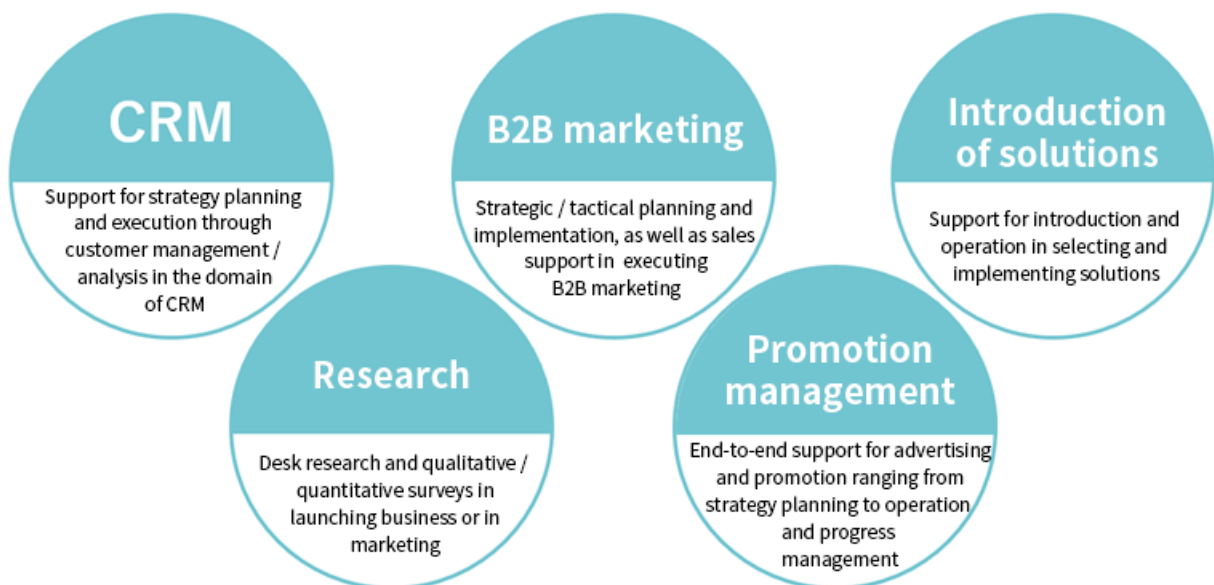 CRM
Support for strategy planning
and execution through
customer management /
analysis in the domain
of CRM
B2B marketing
Strategic / tactical planning and
implementation, as well as sales
support in executing
B2B marketing
Introduction
of solutions
Support for introduction and
operation in selecting and
implementing solutions
Research
Desk research and qualitative /
quantitative surveys in
launching business or in
marketing
Promotion
management
End-to-end support for advertising
and promotion ranging from
strategy planning to operation
and progress
management